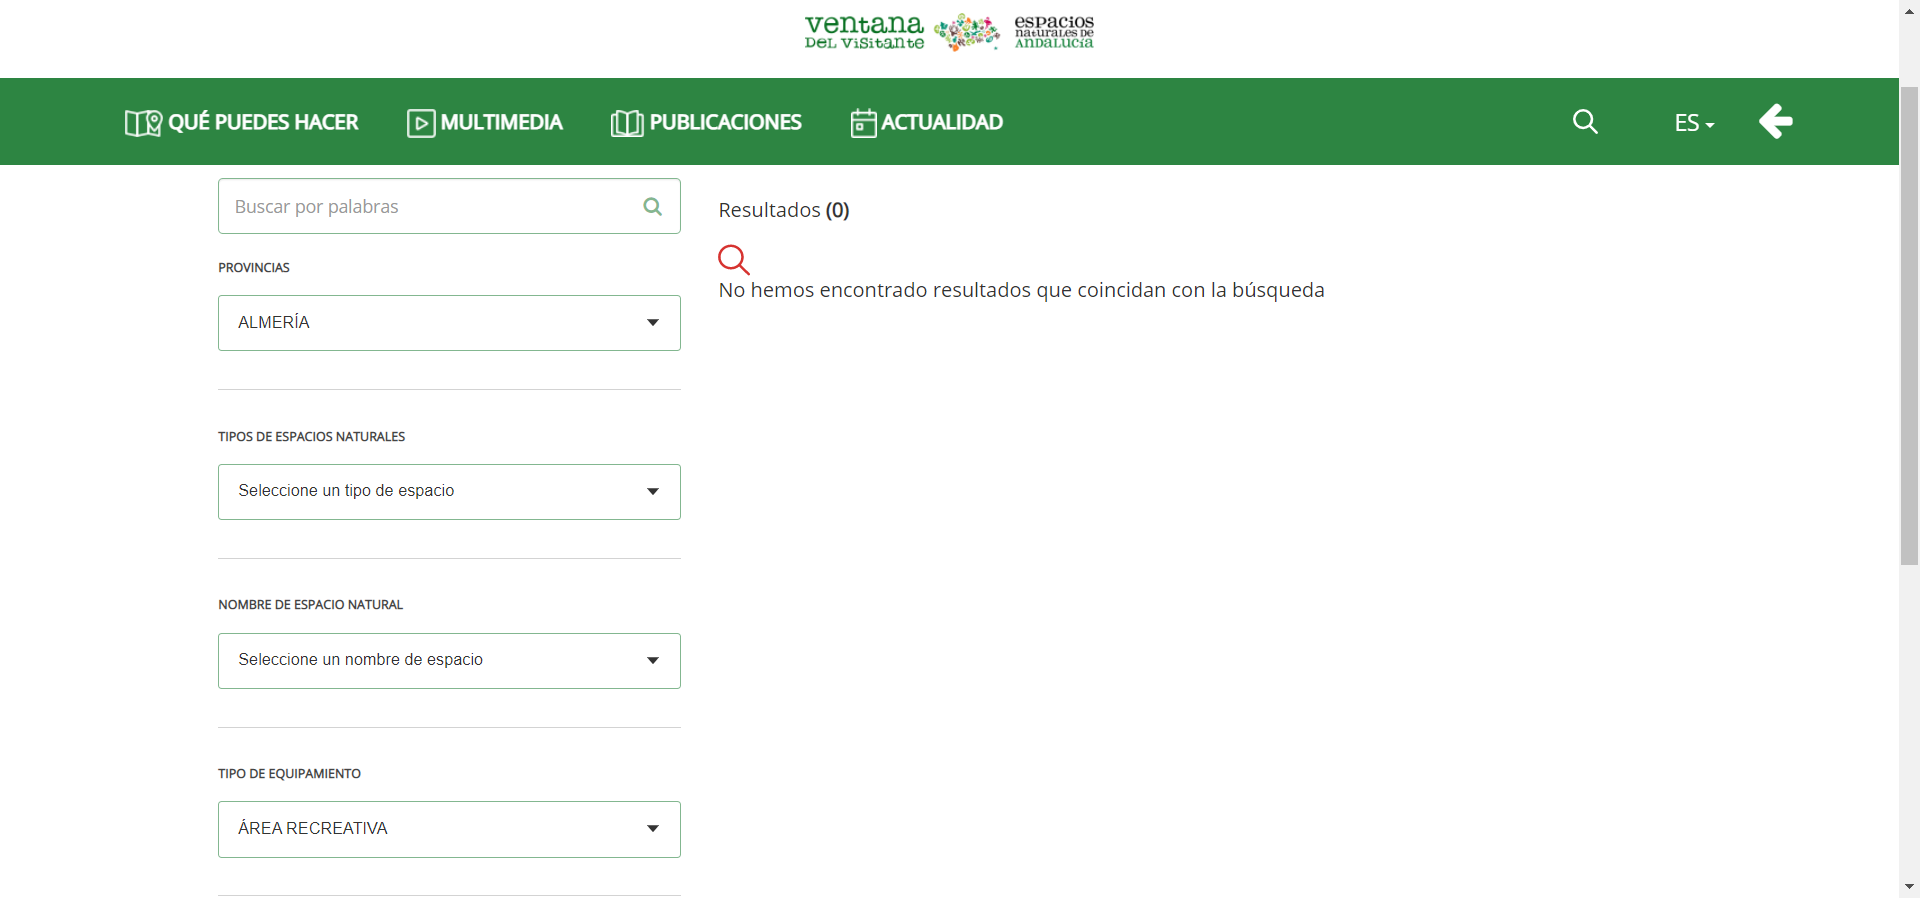 ventana
DEL VISITANTE
espacios
naturales de
ANDALUCÍA
QUÉ PUEDES HACER
MULTIMEDIA
PUBLICACIONES
ACTUALIDAD
ES
Buscar por palabras
PROVINCIAS
ALMERÍA
TIPOS DE ESPACIOS NATURALES
Seleccione un tipo de espacio
NOMBRE DE ESPACIO NATURAL
Seleccione un nombre de espacio
TIPO DE EQUIPAMIENTO
ÁREA RECREATIVA
Resultados (0)
No hemos encontrado resultados que coincidan con la búsqueda